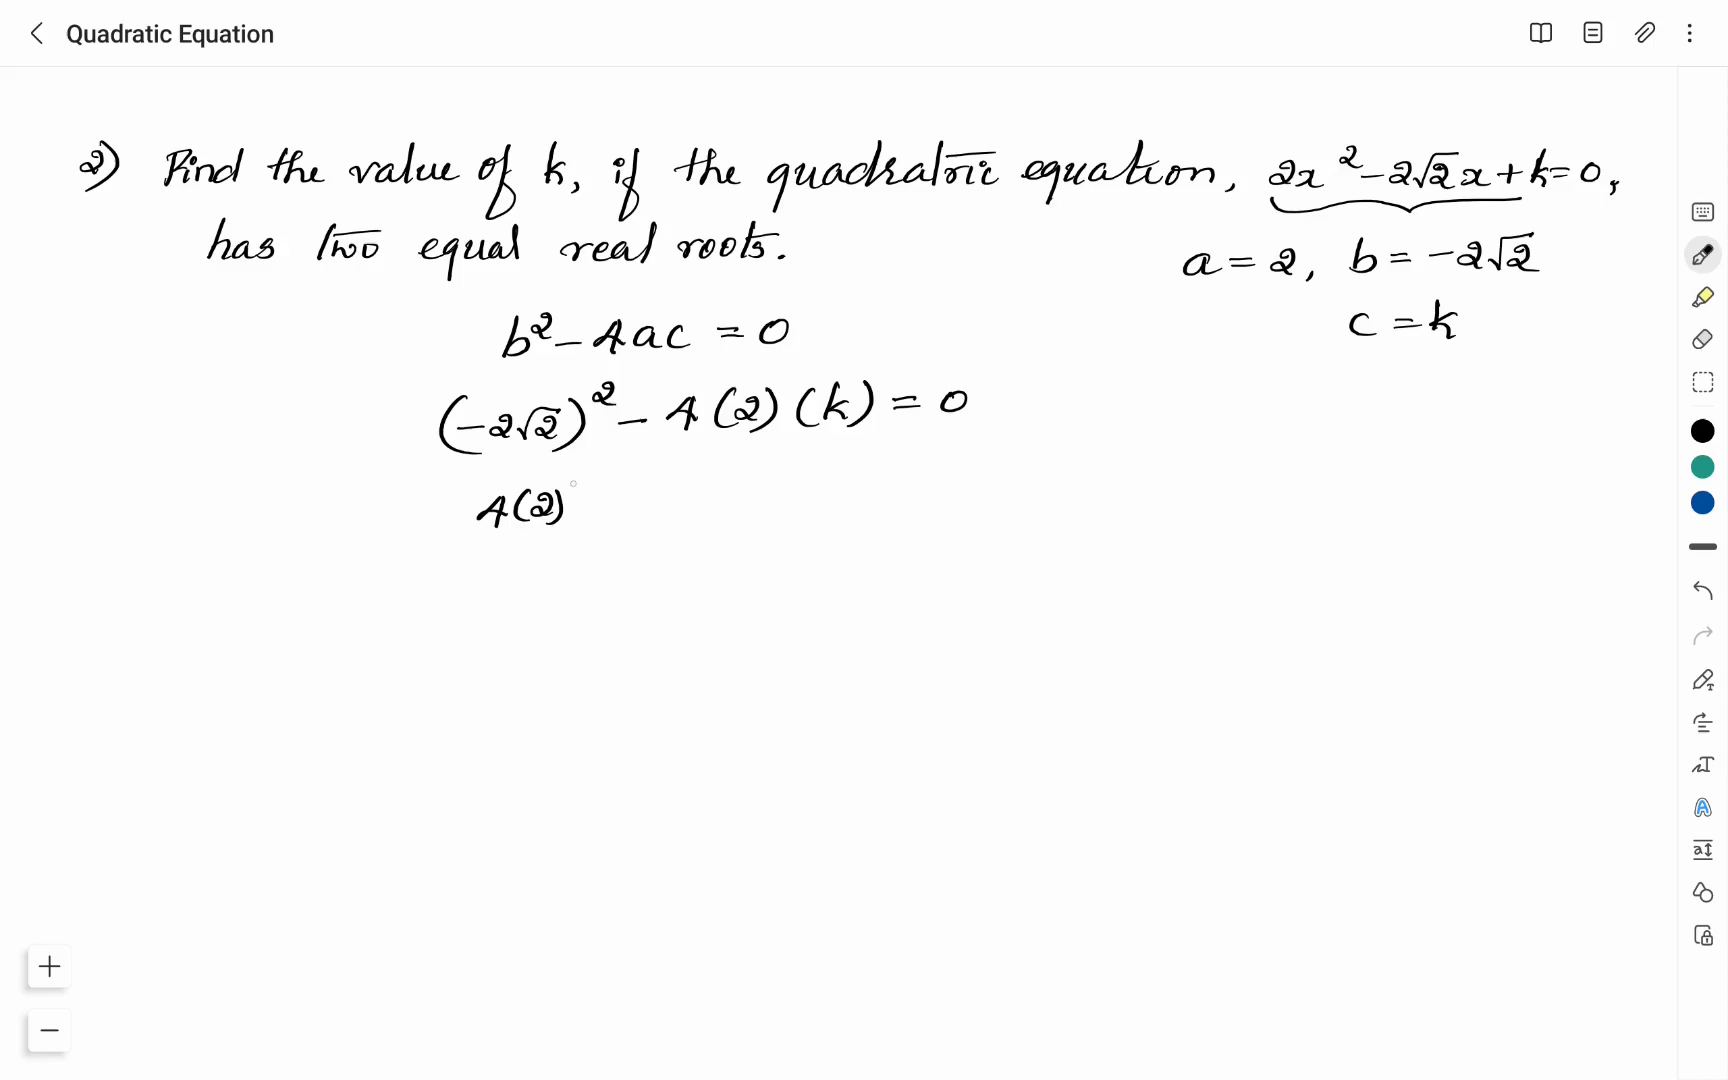 Quadratic Equation
2) Find the value of k, if the quadratic equation, 2x² - 2√2x + k = 0,
has two equal real roots.
a = 2, b = -2√2
c = k
b² - 4ac = 0
(-2√2)² - 4(2)(k) = 0
4(2)